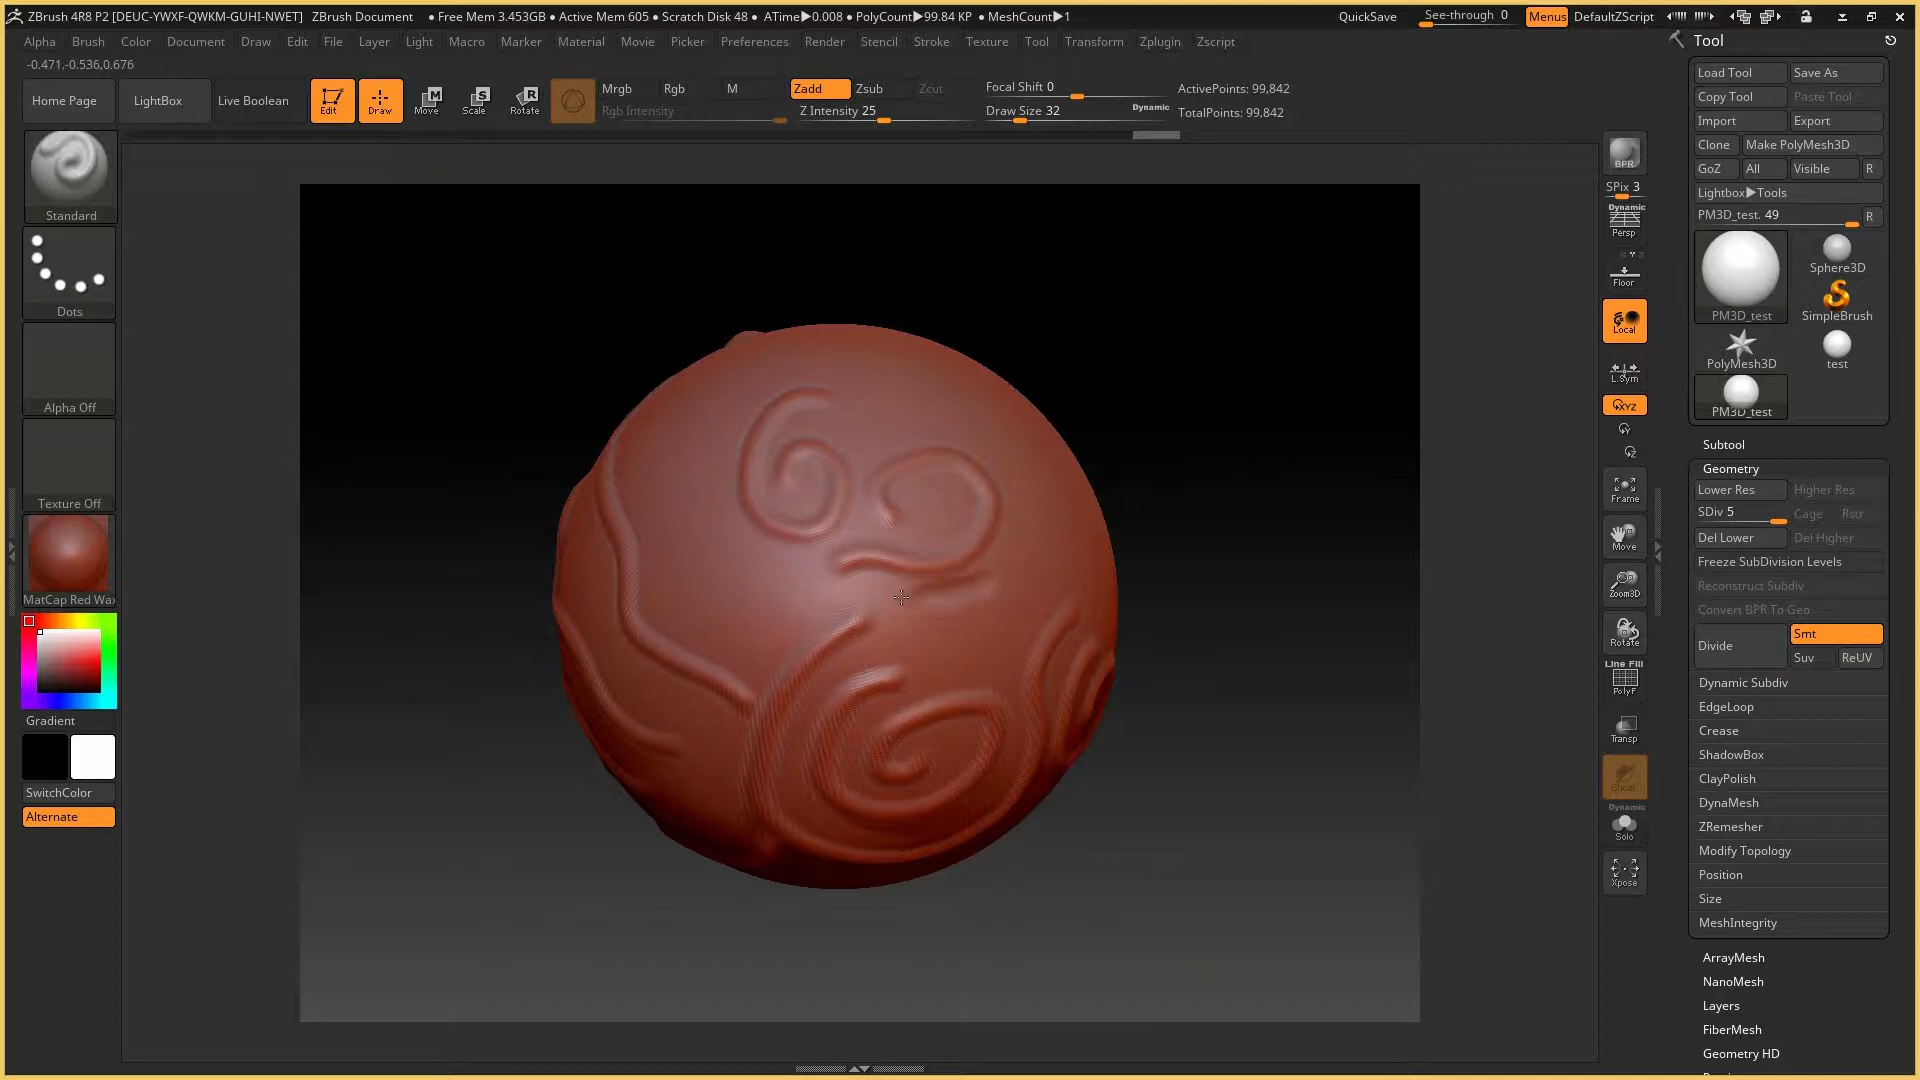 ZBrush 4R8 P2 [DEUC-YWXF-QWKM-GUHI-NWET] ZBrush Document • Free Mem 3.453GB • Active Mem 605 • Scratch Disk 48 • ATime▶0.008 • PolyCount▶99.84 KP • MeshCount▶1 QuickSave See-through 0 Menus DefaultZScript
Alpha Brush Color Document Draw Edit File Layer Light Macro Marker Material Movie Picker Preferences Render Stencil Stroke Texture Tool Transform Zplugin Zscript
-0.471,-0.536,0.676
Home Page LightBox Live Boolean Edit Draw Move Scale Rotate
M S R
Mrgb Rgb M Zadd Zsub Zcut Focal Shift 0 ActivePoints: 99,842
Rgb Intensity Z Intensity 25 Draw Size 32 Dynamic TotalPoints: 99,842
Standard
Dots
Alpha Off
Texture Off
MatCap Red Wax
Gradient
SwitchColor
Alternate
BPR
SPix 3
Dynamic
Persp
Floor
Local
L.Sym
XYZ
Frame
Move
Zoom3D
Rotate
Line Fill
PolyF
Transp
Ghost
Dynamic
Solo
Xpose
Tool
Load Tool Save As
Copy Tool Paste Tool
Import Export
Clone Make PolyMesh3D
GoZ All Visible R
Lightbox▶Tools
PM3D_test. 49 R
PM3D_test Sphere3D
SimpleBrush
PolyMesh3D test
PM3D_test
Subtool
Geometry
Lower Res Higher Res
SDiv 5 Cage Rstr
Del Lower Del Higher
Freeze SubDivision Levels
Reconstruct Subdiv
Convert BPR To Geo
Divide Smt
Suv ReUV
Dynamic Subdiv
EdgeLoop
Crease
ShadowBox
ClayPolish
DynaMesh
ZRemesher
Modify Topology
Position
Size
MeshIntegrity
ArrayMesh
NanoMesh
Layers
FiberMesh
Geometry HD